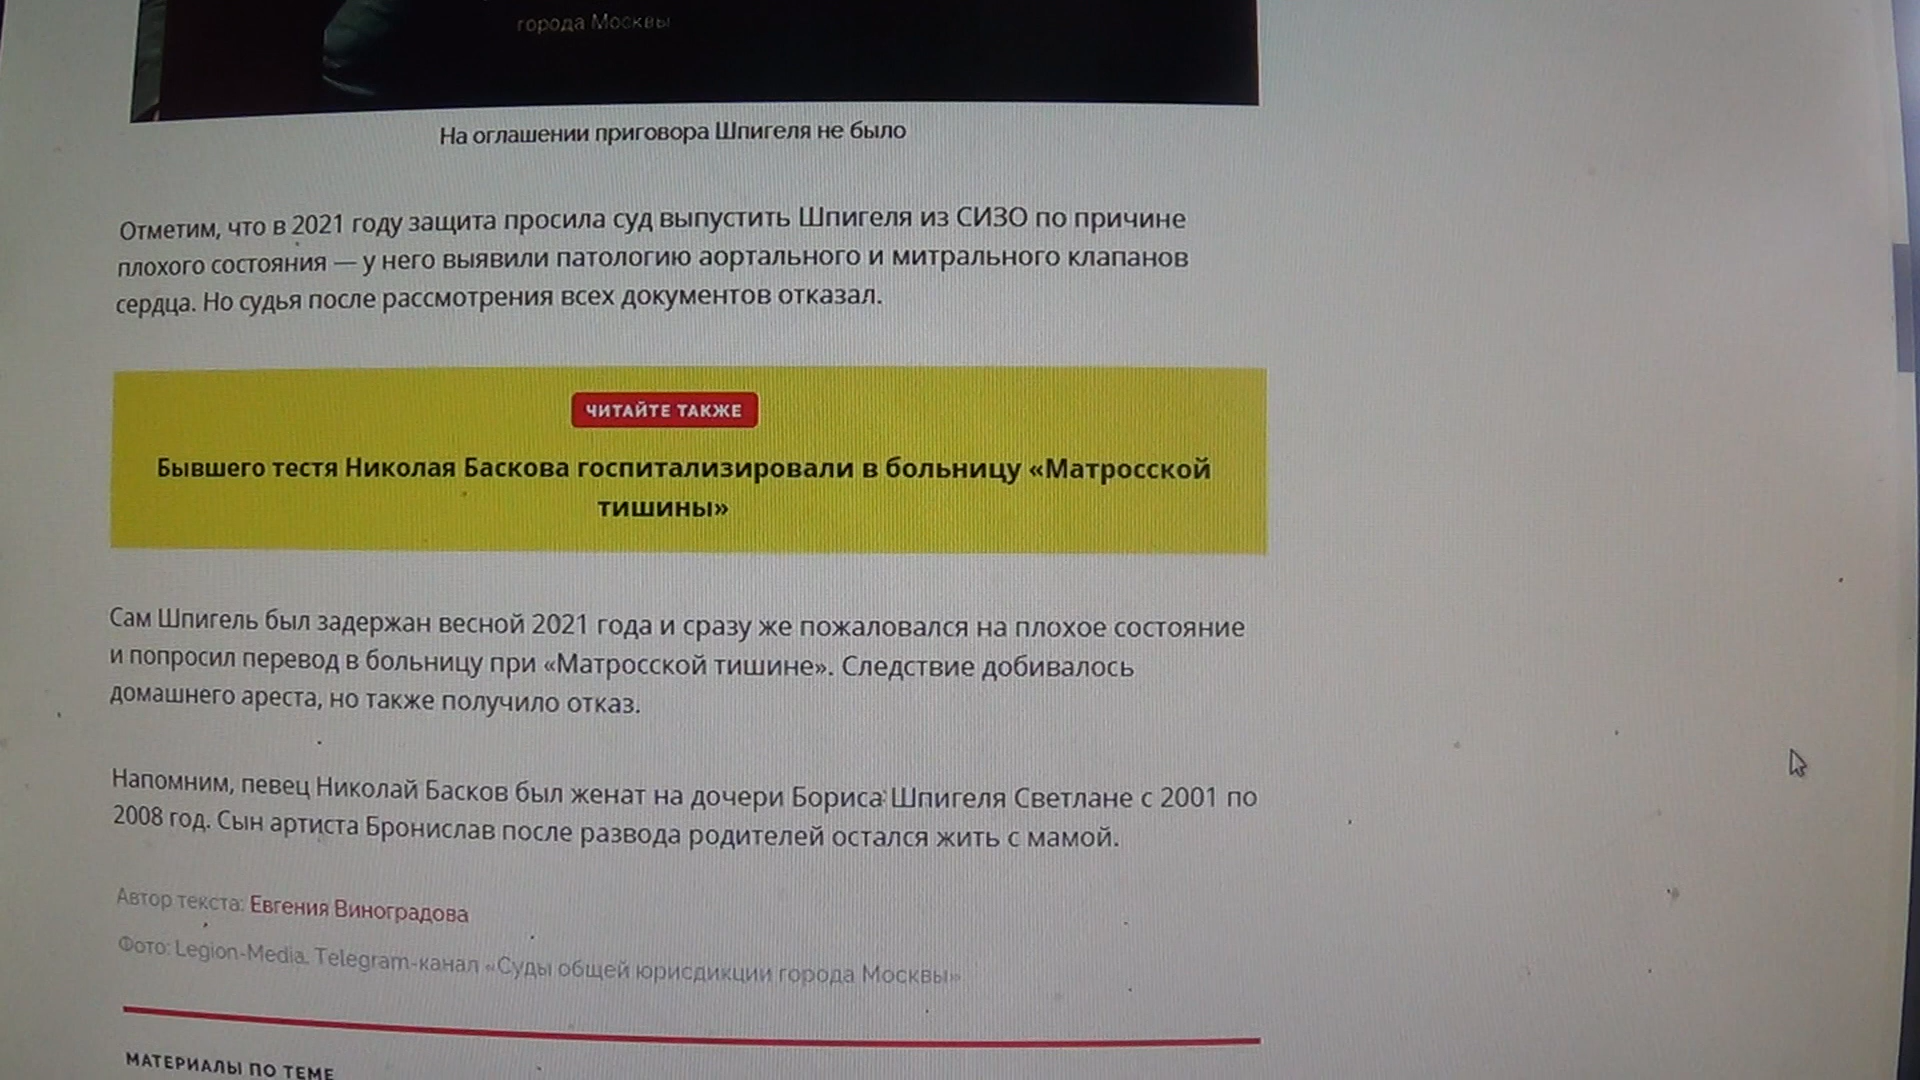 города Москвы
На оглашении приговора Шпигеля не было
Отметим, что в 2021 году защита просила суд выпустить Шпигеля из СИЗО по причине
плохого состояния — у него выявили патологию аортального и митрального клапанов
сердца. Но судья после рассмотрения всех документов отказал.
ЧИТАЙТЕ ТАКЖЕ
Бывшего тестя Николая Баскова госпитализировали в больницу «Матросской
тишины»
Сам Шпигель был задержан весной 2021 года и сразу же пожаловался на плохое состояние
и попросил перевод в больницу при «Матросской тишине». Следствие добивалось
домашнего ареста, но также получило отказ.
Напомним, певец Николай Басков был женат на дочери Бориса Шпигеля Светлане с 2001 по
2008 год. Сын артиста Бронислав после развода родителей остался жить с мамой.
Автор текста: Евгения Виноградова
Фото: Legion-Media. Telegram-канал «Суды общей юрисдикции города Москвы»
МАТЕРИАЛЫ ПО ТЕМЕ